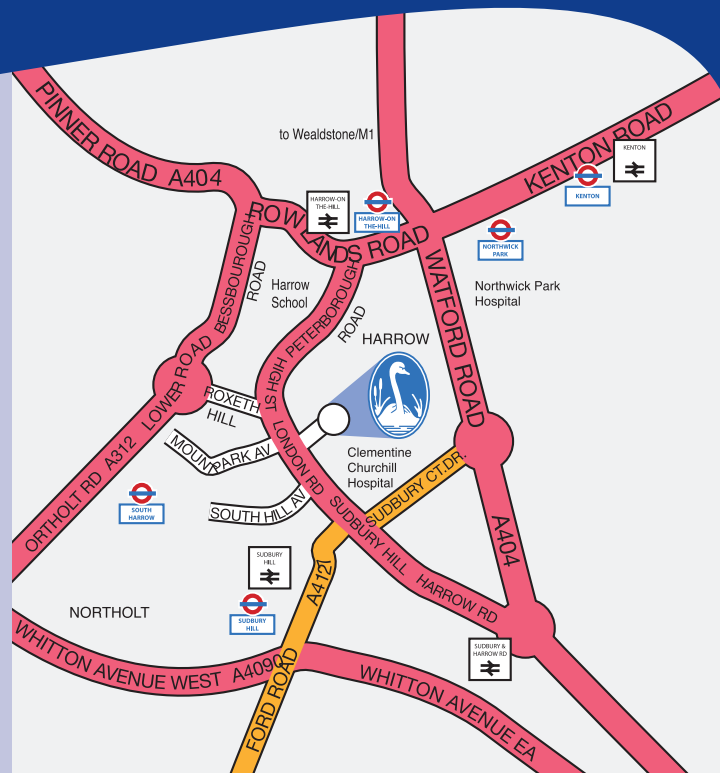 PINNER ROAD A404
to Wealdstone/M1
KENTON ROAD
KENTON
KENTON
HARROW-ON
THE-HILL
HARROW-ON
THE-HILL
ROWLANDS ROAD
NORTHWICK
PARK
Northwick Park
Hospital
BESSBOUROUGH
ROAD
Harrow
School
PETERBOROUGH
ROAD
WATFORD ROAD
HARROW
LOWER ROAD
ROXETH
HILL
HIGH ST
MOUNT PARK AV
LONDON RD
Clementine
Churchill
Hospital
ORTHOLT RD A312
SOUTH
HARROW
SOUTH HILL AV
SUDBURY CT.DR.
SUDBURY HILL
A404
HARROW RD
SUDBURY
HILL
SUDBURY
HILL
A4127
NORTHOLT
SUDBURY &
HARROW RD
WHITTON AVENUE WEST A4090
FORD ROAD
WHITTON AVENUE EA